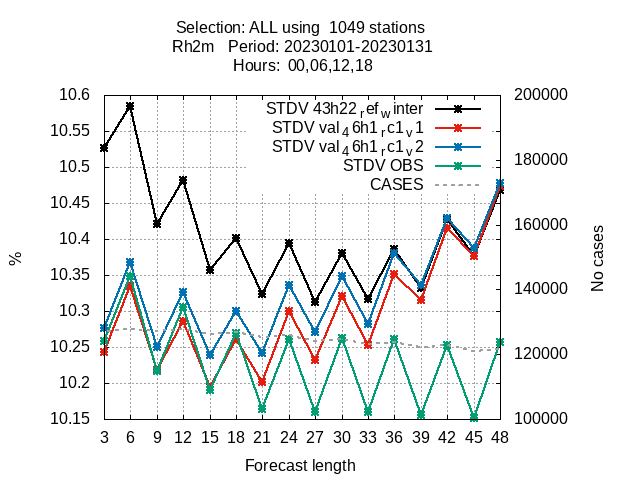 Selection: ALL using  1049 stations
Rh2m   Period: 20230101-20230131
Hours:  00,06,12,18
STDV 43h22_ref_winter
STDV val_46h1_rc1_v1
STDV val_46h1_rc1_v2
STDV OBS
CASES
10.6
10.55
10.5
10.45
10.4
10.35
10.3
10.25
10.2
10.15
%
200000
180000
160000
140000
120000
100000
No cases
3 6 9 12 15 18 21 24 27 30 33 36 39 42 45 48
Forecast length